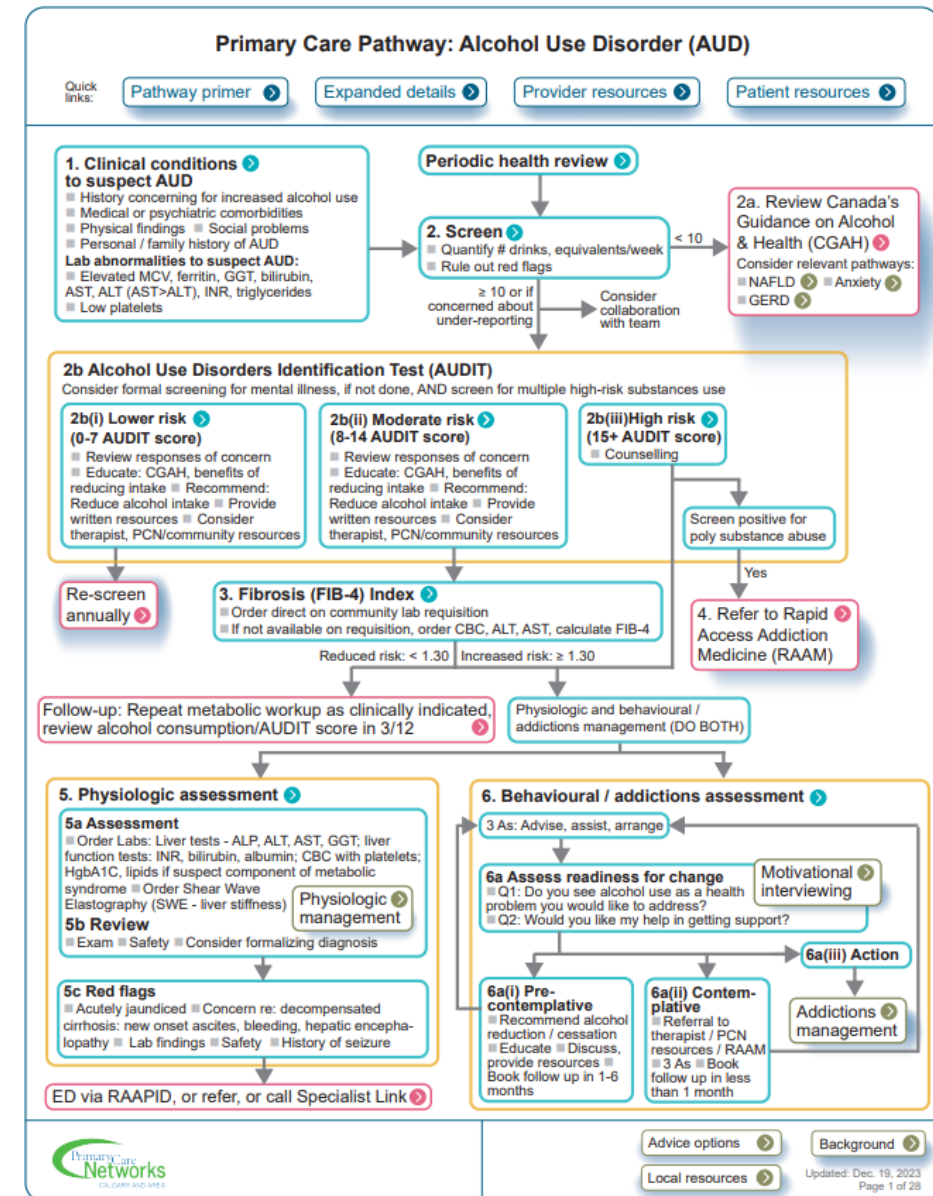 Primary Care Pathway: Alcohol Use Disorder (AUD)
Quick
links:
Pathway primer
Expanded details
Provider resources
Patient resources
1. Clinical conditions
to suspect AUD
History concerning for increased alcohol use
Medical or psychiatric comorbidities
Physical findings Social problems
Personal / family history of AUD
Lab abnormalities to suspect AUD:
Elevated MCV, ferritin, GGT, bilirubin,
AST, ALT (AST>ALT), INR, triglycerides
Low platelets
Periodic health review
2. Screen
Quantify # drinks, equivalents/week
Rule out red flags
< 10
2a. Review Canada's
Guidance on Alcohol
& Health (CGAH)
Consider relevant pathways:
NAFLD Anxiety
GERD
≥ 10 or if
concerned about
under-reporting
Consider
collaboration
with team
2b Alcohol Use Disorders Identification Test (AUDIT)
Consider formal screening for mental illness, if not done, AND screen for multiple high-risk substances use
2b(i) Lower risk
(0-7 AUDIT score)
Review responses of concern
Educate: CGAH, benefits of
reducing intake Recommend:
Reduce alcohol intake Provide
written resources Consider
therapist, PCN/community resources
2b(ii) Moderate risk
(8-14 AUDIT score)
Review responses of concern
Educate: CGAH, benefits of
reducing intake Recommend:
Reduce alcohol intake Provide
written resources Consider
therapist, PCN/community resources
2b(iii)High risk
(15+ AUDIT score)
Counselling
Screen positive for
poly substance abuse
Yes
Re-screen
annually
3. Fibrosis (FIB-4) Index
Order direct on community lab requisition
If not available on requisition, order CBC, ALT, AST, calculate FIB-4
4. Refer to Rapid
Access Addiction
Medicine (RAAM)
Reduced risk: < 1.30
Increased risk: ≥ 1.30
Follow-up: Repeat metabolic workup as clinically indicated,
review alcohol consumption/AUDIT score in 3/12
Physiologic and behavioural /
addictions management (DO BOTH)
5. Physiologic assessment
5a Assessment
Order Labs: Liver tests - ALP, ALT, AST, GGT; liver
function tests: INR, bilirubin, albumin; CBC with platelets;
HgbA1C, lipids if suspect component of metabolic
syndrome Order Shear Wave
Elastography (SWE - liver stiffness)
Physiologic
management
5b Review
Exam Safety Consider formalizing diagnosis
5c Red flags
Acutely jaundiced Concern re: decompensated
cirrhosis: new onset ascites, bleeding, hepatic encepha-
lopathy Lab findings Safety History of seizure
ED via RAAPID, or refer, or call Specialist Link
6. Behavioural / addictions assessment
3 As: Advise, assist, arrange
6a Assess readiness for change
Q1: Do you see alcohol use as a health
problem you would like to address?
Q2: Would you like my help in getting support?
Motivational
interviewing
6a(i) Pre-
contemplative
Recommend alcohol
reduction / cessation
Educate Discuss,
provide resources
Book follow up in 1-6
months
6a(ii) Contem-
plative
Referral to
therapist / PCN
resources / RAAM
3 As Book
follow up in less
than 1 month
6a(iii) Action
Addictions
management
Primary Care
Networks
CALGARY AND AREA
Advice options
Background
Local resources
Updated: Dec. 19, 2023
Page 1 of 28